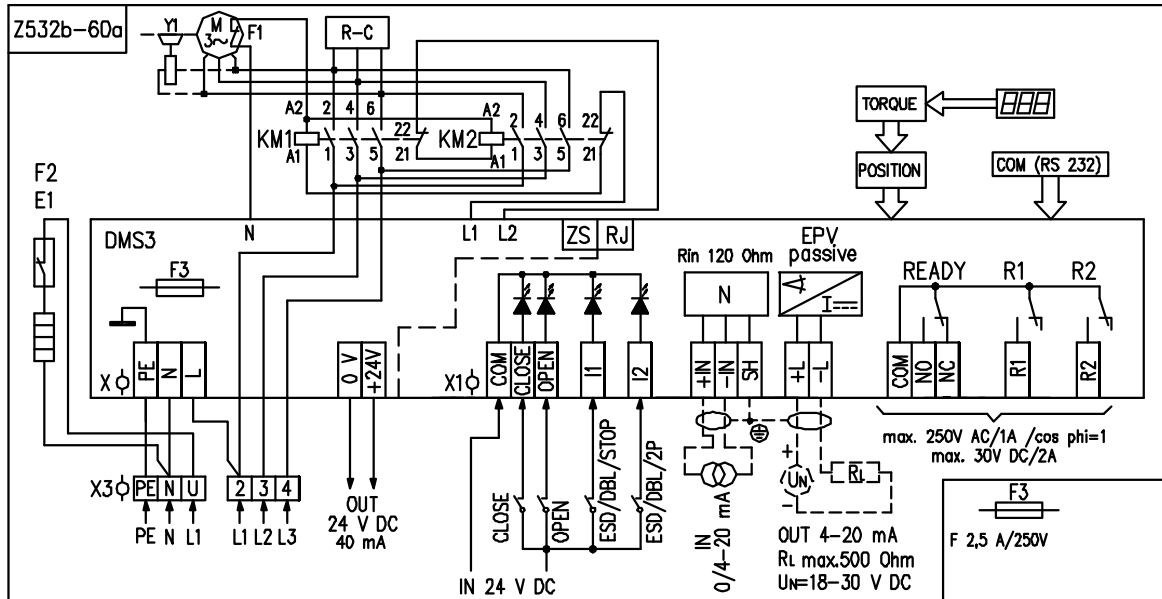 Z532b-60a
Y1
M
3~
F1
R-C
A2
2
4
6
22
KM1
A1
1
3
5
21
A2
2
4
6
22
KM2
A1
1
3
5
21
TORQUE
POSITION
COM (RS 232)
F2
E1
DMS3
N
L1
L2
ZS
RJ
F3
Rin 120 Ohm
N
EPV
passive
I
READY
R1
R2
X
PE
N
L
0 V
+24V
X1
COM
CLOSE
OPEN
I1
I2
+IN
-IN
SH
+L
-L
COM
NO
NC
R1
R2
max. 250V AC/1A /cos phi=1
max. 30V DC/2A
X3
PE
N
U
2
3
4
PE
N
L1
L1
L2
L3
OUT
24 V DC
40 mA
CLOSE
OPEN
ESD/DBL/STOP
ESD/DBL/2P
IN 24 V DC
IN
0/4-20 mA
+
UN
-
RL
OUT 4-20 mA
RL max.500 Ohm
UN=18-30 V DC
F3
F 2,5 A/250V